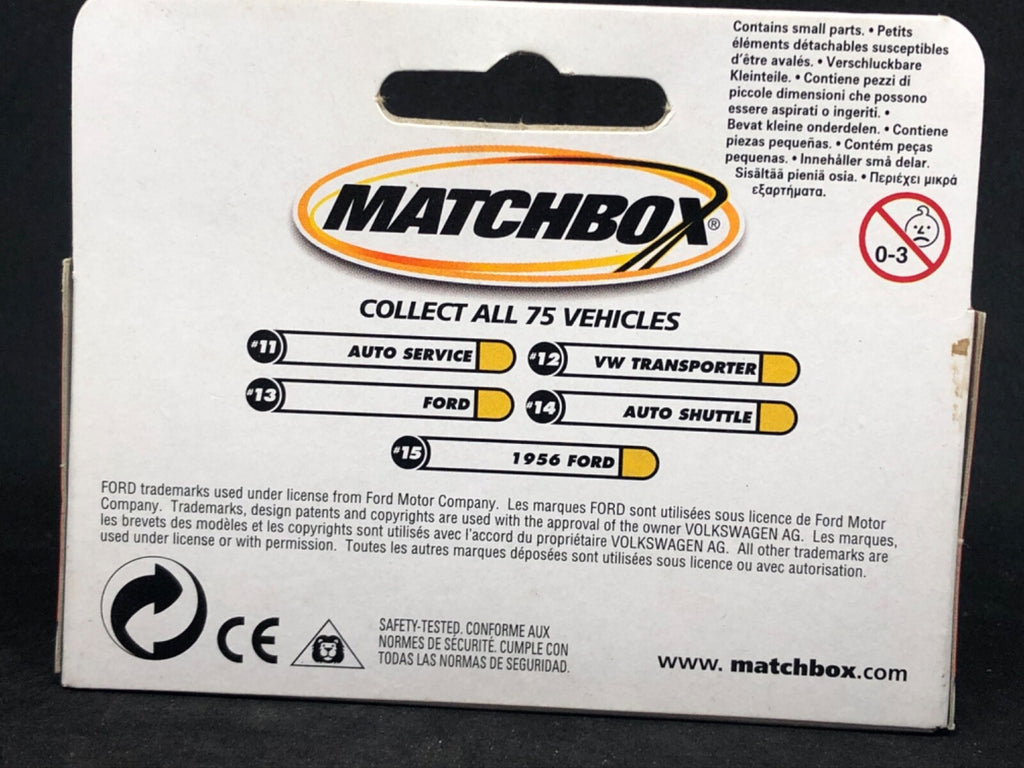 Contains small parts. • Petits
éléments détachables susceptibles
d'être avalés. • Verschluckbare
Kleinteile. • Contiene pezzi di
piccole dimensioni che possono
essere aspirati o ingeriti. •
Bevat kleine onderdelen. • Contiene
piezas pequeñas. • Contém peças
pequenas. • Innehåller små delar.
Sisältää pieniä osia. • Περιέχει μικρά
εξαρτήματα.
0-3
MATCHBOX®
COLLECT ALL 75 VEHICLES
#11 AUTO SERVICE
#12 VW TRANSPORTER
#13 FORD
#14 AUTO SHUTTLE
#15 1956 FORD
FORD trademarks used under license from Ford Motor Company. Les marques FORD sont utilisées sous licence de Ford Motor
Company. Trademarks, design patents and copyrights are used with the approval of the owner VOLKSWAGEN AG. Les marques,
les brevets des modèles et les copyrights sont utilisés avec l'accord du propriétaire VOLKSWAGEN AG. All other trademarks are
used under license or with permission. Toutes les autres marques déposées sont utilisées sous licence ou avec autorisation.
CE
SAFETY-TESTED. CONFORME AUX
NORMES DE SÉCURITÉ. CUMPLE CON
TODAS LAS NORMAS DE SEGURIDAD.
www.matchbox.com